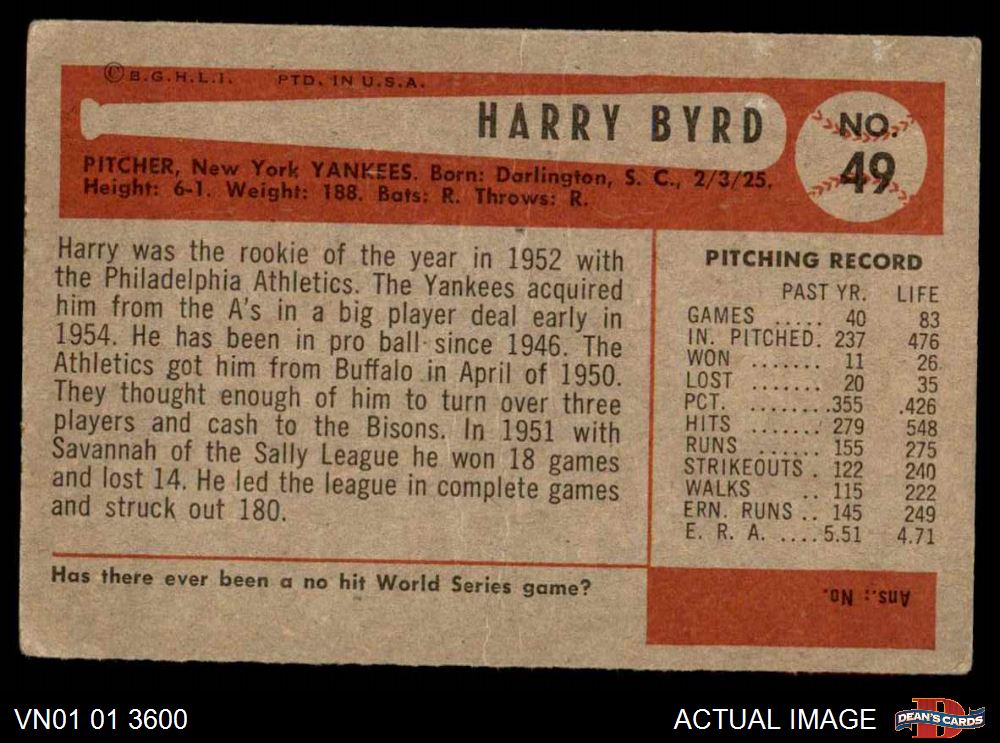 ©B.G.H.L.I. PTD. IN U.S.A.
HARRY BYRD
NO.
49
PITCHER, New York YANKEES. Born: Darlington, S. C., 2/3/25.
Height: 6-1. Weight: 188. Bats: R. Throws: R.
Harry was the rookie of the year in 1952 with
the Philadelphia Athletics. The Yankees acquired
him from the A's in a big player deal early in
1954. He has been in pro ball since 1946. The
Athletics got him from Buffalo in April of 1950.
They thought enough of him to turn over three
players and cash to the Bisons. In 1951 with
Savannah of the Sally League he won 18 games
and lost 14. He led the league in complete games
and struck out 180.
PITCHING RECORD
PAST YR. LIFE
GAMES ..... 40 83
IN. PITCHED. 237 476
WON ....... 11 26
LOST ....... 20 35
PCT. ........ .355 .426
HITS ....... 279 548
RUNS ....... 155 275
STRIKEOUTS . 122 240
WALKS .. 115 222
ERN. RUNS .. 145 249
E. R. A. .... 5.51 4.71
Has there ever been a no hit World Series game?
Ans.: No.
VN01 01 3600
ACTUAL IMAGE
D
DEAN'S CARDS